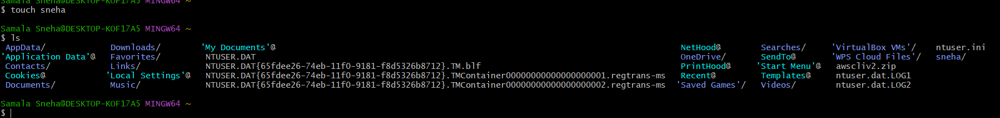 Samala Sneha@DESKTOP-KOF17A5 MINGW64 ~
$ touch sneha
Samala Sneha@DESKTOP-KOF17A5 MINGW64 ~
$ ls
AppData/ Downloads/ 'My Documents'@ NetHood@ Searches/ 'VirtualBox VMs'/ ntuser.ini
'Application Data'@ Favorites/ NTUSER.DAT OneDrive/ SendTo@ 'WPS Cloud Files'/ sneha/
Contacts/ Links/ NTUSER.DAT{65fdee26-74eb-11f0-9181-f8d5326b8712}.TM.blf PrintHood@ 'Start Menu'@ awscliv2.zip
Cookies@ 'Local Settings'@ NTUSER.DAT{65fdee26-74eb-11f0-9181-f8d5326b8712}.TMContainer00000000000000000001.regtrans-ms Recent@ Templates@ ntuser.dat.LOG1
Documents/ Music/ NTUSER.DAT{65fdee26-74eb-11f0-9181-f8d5326b8712}.TMContainer00000000000000000002.regtrans-ms 'Saved Games'/ Videos/ ntuser.dat.LOG2
Samala Sneha@DESKTOP-KOF17A5 MINGW64 ~
$